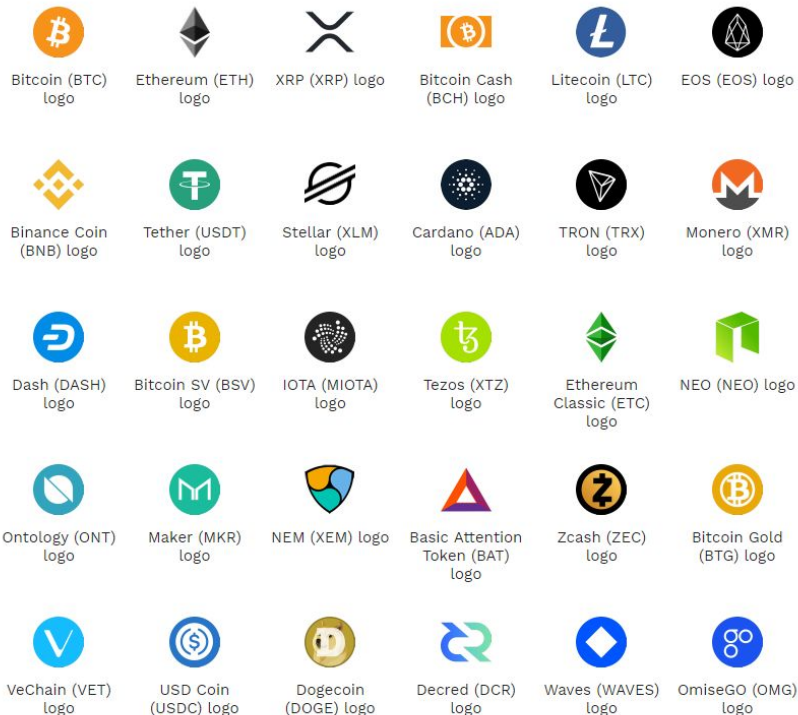 Bitcoin (BTC) logo
Ethereum (ETH) logo
XRP (XRP) logo
Bitcoin Cash (BCH) logo
Litecoin (LTC) logo
EOS (EOS) logo
Binance Coin (BNB) logo
Tether (USDT) logo
Stellar (XLM) logo
Cardano (ADA) logo
TRON (TRX) logo
Monero (XMR) logo
Dash (DASH) logo
Bitcoin SV (BSV) logo
IOTA (MIOTA) logo
Tezos (XTZ) logo
Ethereum Classic (ETC) logo
NEO (NEO) logo
Ontology (ONT) logo
Maker (MKR) logo
NEM (XEM) logo
Basic Attention Token (BAT) logo
Zcash (ZEC) logo
Bitcoin Gold (BTG) logo
VeChain (VET) logo
USD Coin (USDC) logo
Dogecoin (DOGE) logo
Decred (DCR) logo
Waves (WAVES) logo
go
OmiseGO (OMG) logo